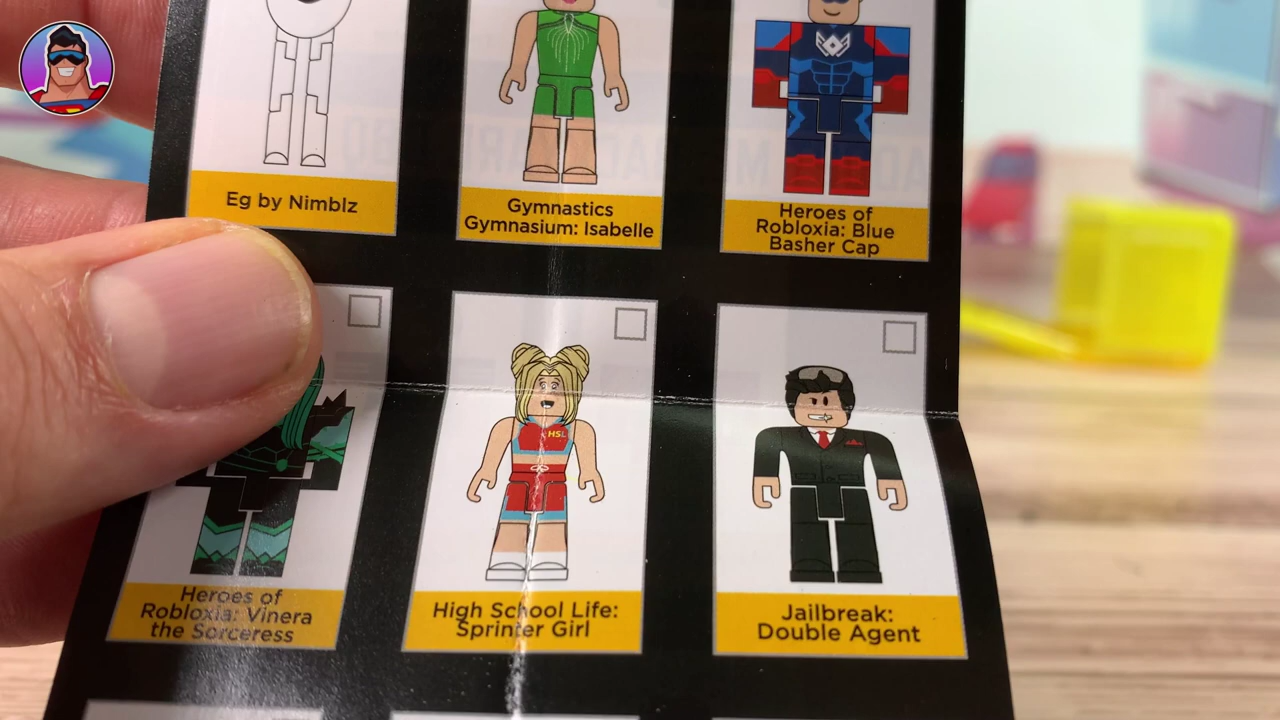 Eg by Nimblz
Gymnastics
Gymnasium: Isabelle
Heroes of
Robloxia: Blue
Basher Cap
HSL
Heroes of
Robloxia: Vinera
the Sorceress
High School Life:
Sprinter Girl
Jailbreak:
Double Agent